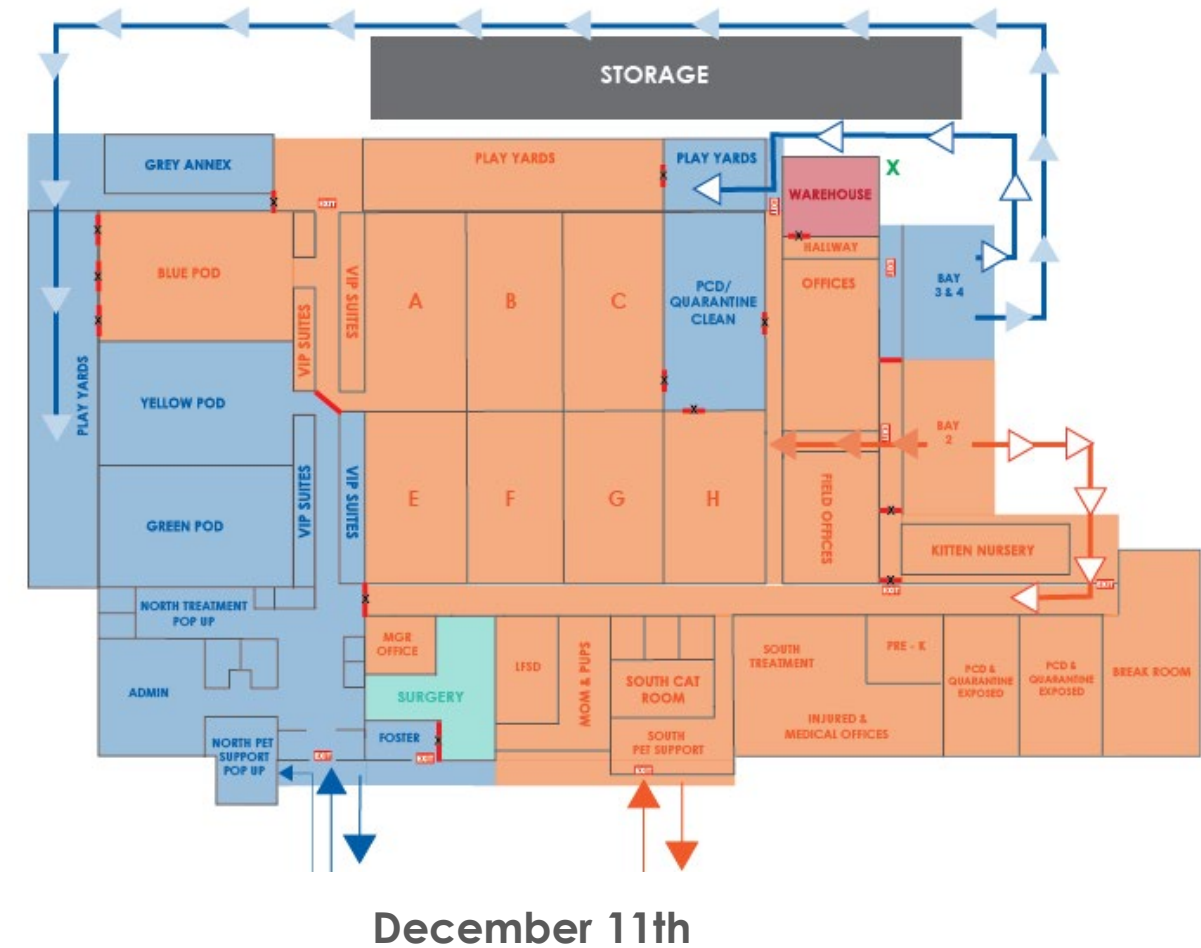 STORAGE
GREY ANNEX
PLAY YARDS
PLAY YARDS
WAREHOUSE
X
X
X
EXIT
EXIT
X
HALLWAY
X
BLUE POD
VIP SUITES
A
B
C
PCD/
QUARANTINE
CLEAN
OFFICES
EXIT
BAY
3 & 4
X
X
X
VIP SUITES
X
PLAY YARDS
YELLOW POD
X
X
BAY
2
EXIT
VIP SUITES
VIP SUITES
E
F
G
H
FIELD OFFICES
GREEN POD
X
KITTEN NURSERY
X
EXIT
EXIT
NORTH TREATMENT
POP UP
X
MGR
OFFICE
LFSD
MOM & PUPS
SOUTH CAT
ROOM
SOUTH
TREATMENT
PRE - K
PCD &
QUARANTINE
EXPOSED
PCD &
QUARANTINE
EXPOSED
BREAK ROOM
ADMIN
SURGERY
INJURED &
MEDICAL OFFICES
NORTH PET
SUPPORT
POP UP
FOSTER
X
SOUTH
PET SUPPORT
EXIT
EXIT
EXIT
December 11th